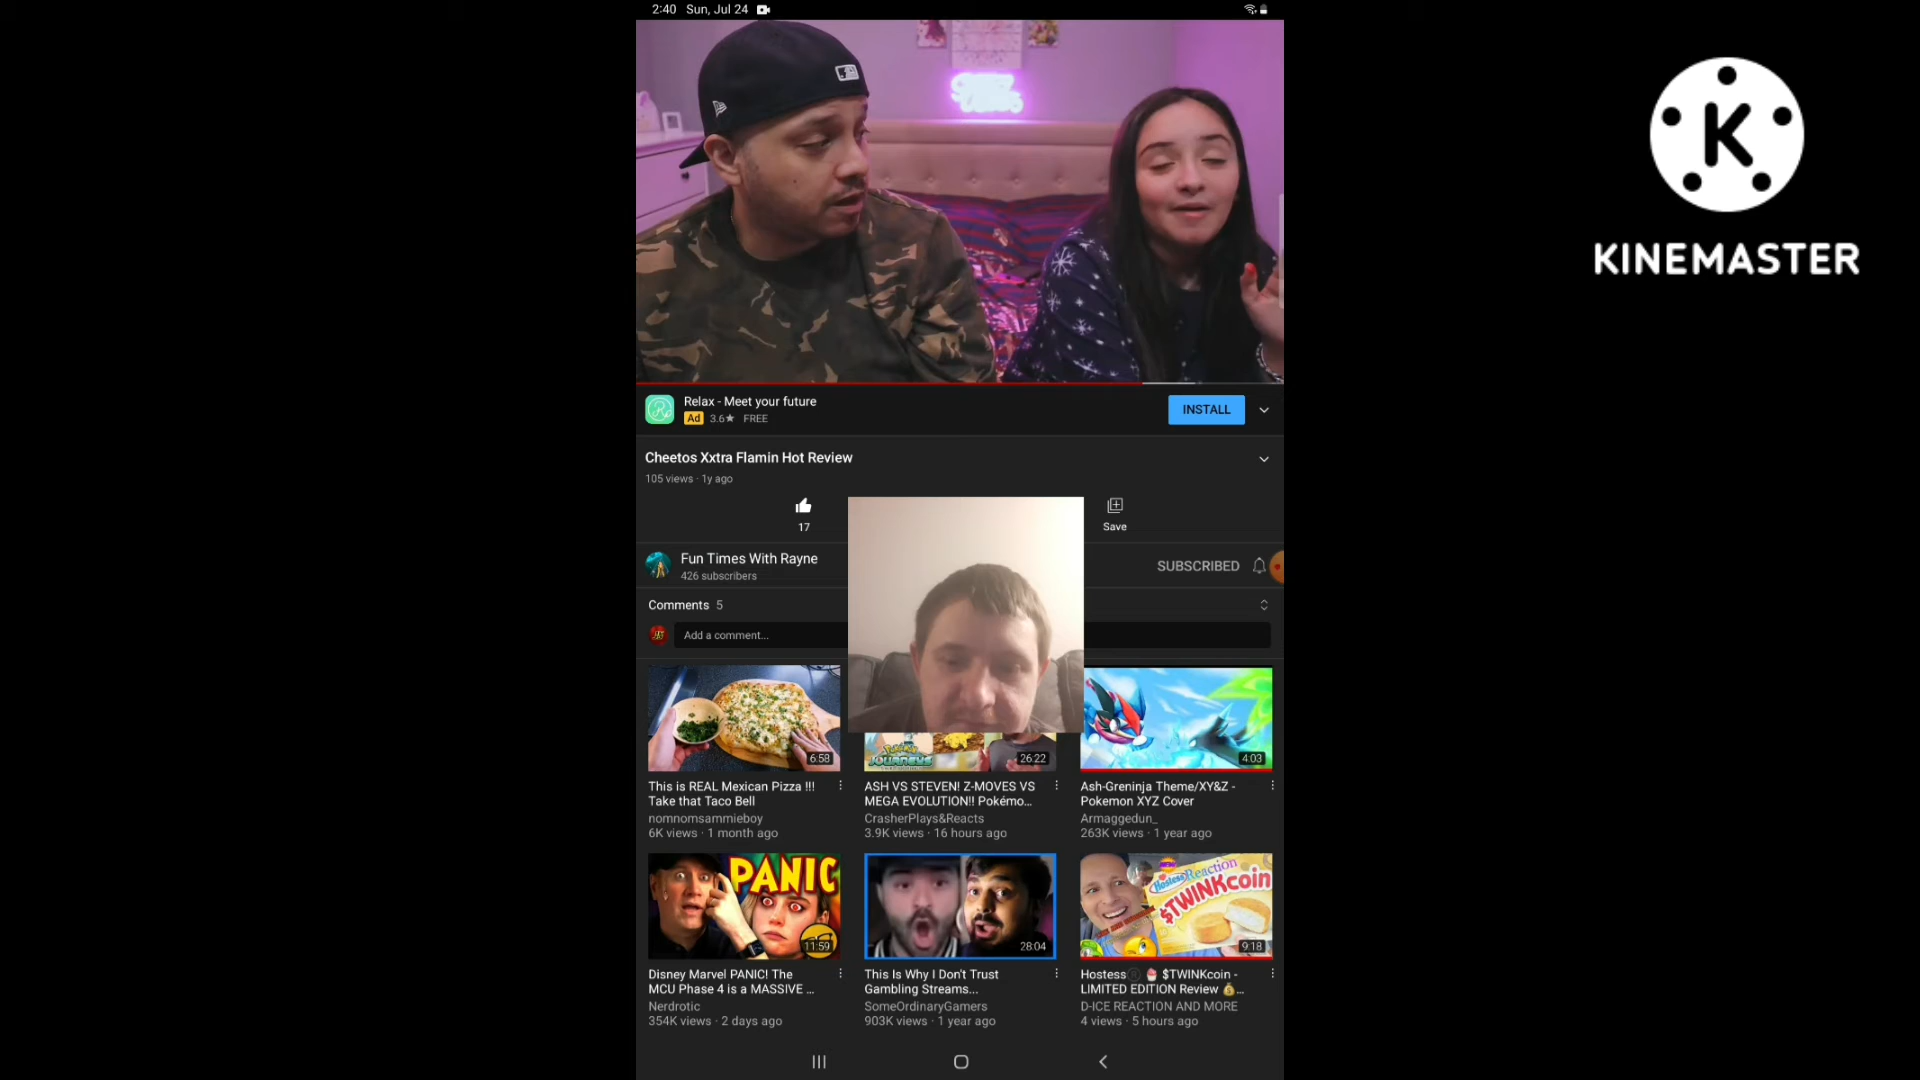 2:40 Sun, Jul 24
K
KINEMASTER
Relax - Meet your future
Ad 3.6★ FREE
INSTALL
Cheetos Xxtra Flamin Hot Review
105 views · 1y ago
17
Save
Fun Times With Rayne
426 subscribers
SUBSCRIBED
Comments 5
Add a comment...
6:58
26:22
4:03
This is REAL Mexican Pizza !!!
Take that Taco Bell
nomnomsammieboy
6K views · 1 month ago
ASH VS STEVEN! Z-MOVES VS
MEGA EVOLUTION!! Pokémo...
CrasherPlays&Reacts
3.9K views · 16 hours ago
Ash-Greninja Theme/XY&Z -
Pokemon XYZ Cover
Armaggedun_
263K views · 1 year ago
PANIC
11:59
28:04
Hostess Reaction
$TWINKcoin
9:18
Disney Marvel PANIC! The
MCU Phase 4 is a MASSIVE ...
Nerdrotic
354K views · 2 days ago
This Is Why I Don't Trust
Gambling Streams...
SomeOrdinaryGamers
903K views · 1 year ago
Hostess® 🧁 $TWINKcoin -
LIMITED EDITION Review 💰...
D-ICE REACTION AND MORE
4 views · 5 hours ago